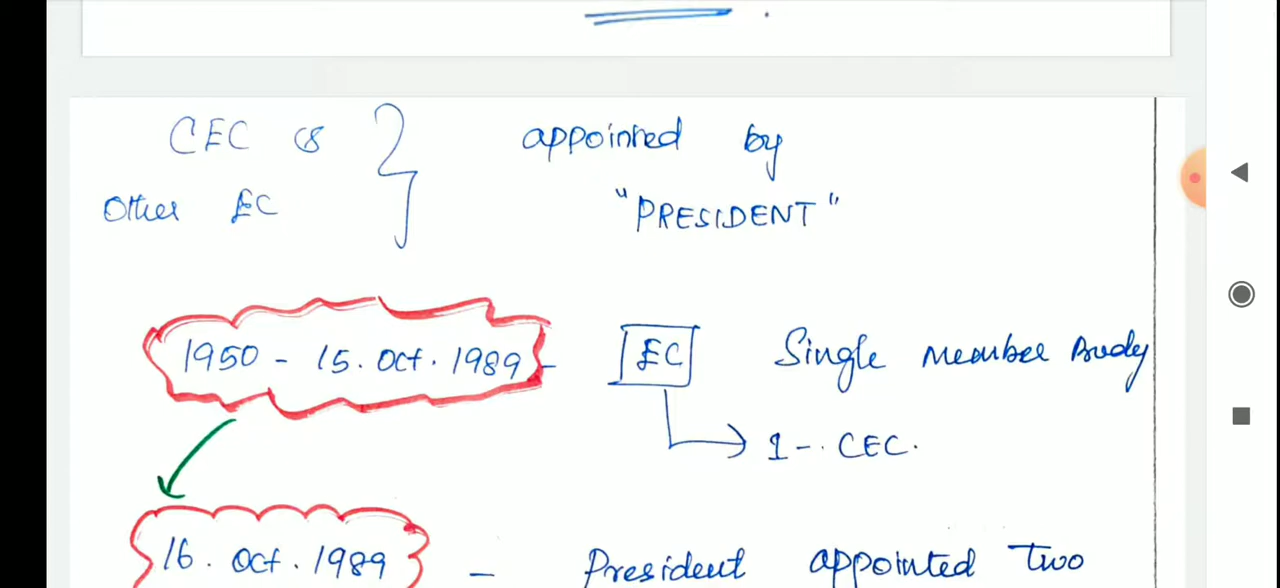 CEC & appointed by
Other EC "PRESIDENT"
1950 - 15. Oct. 1989 - EC Single member Body
1 - CEC.
16. Oct. 1989 - President appointed two